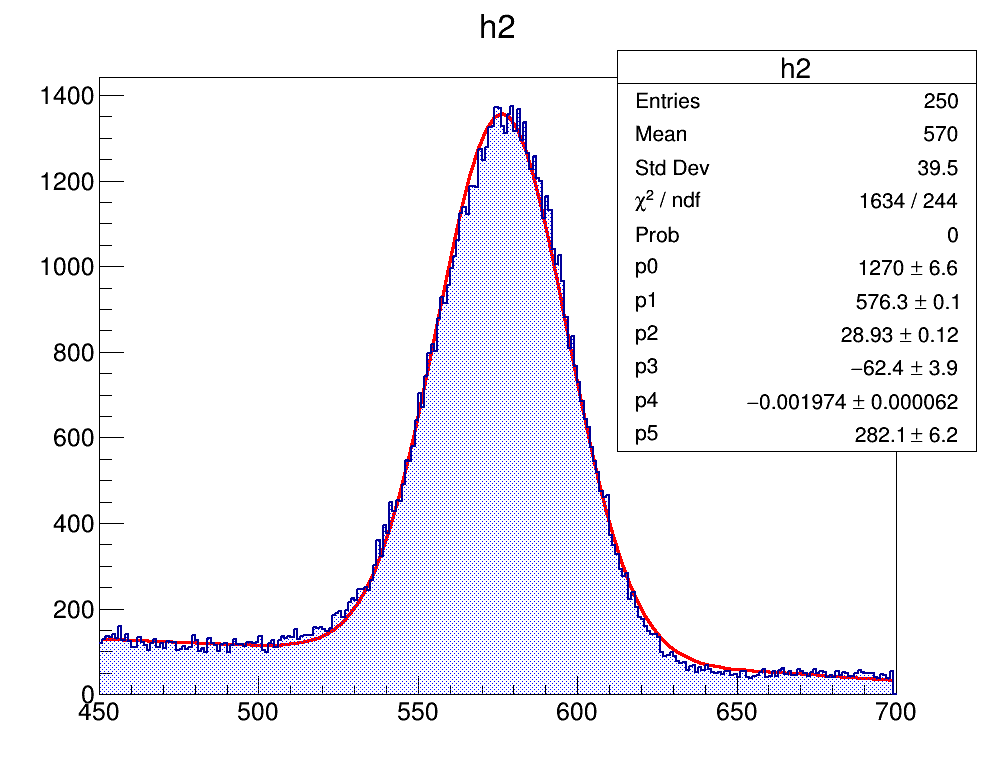 h2
h2
Entries 250
Mean 570
Std Dev 39.5
χ² / ndf 1634 / 244
Prob 0
p0 1270 ± 6.6
p1 576.3 ± 0.1
p2 28.93 ± 0.12
p3 −62.4 ± 3.9
p4 −0.001974 ± 0.000062
p5 282.1 ± 6.2
1400
1200
1000
800
600
400
200
0
450 500 550 600 650 700